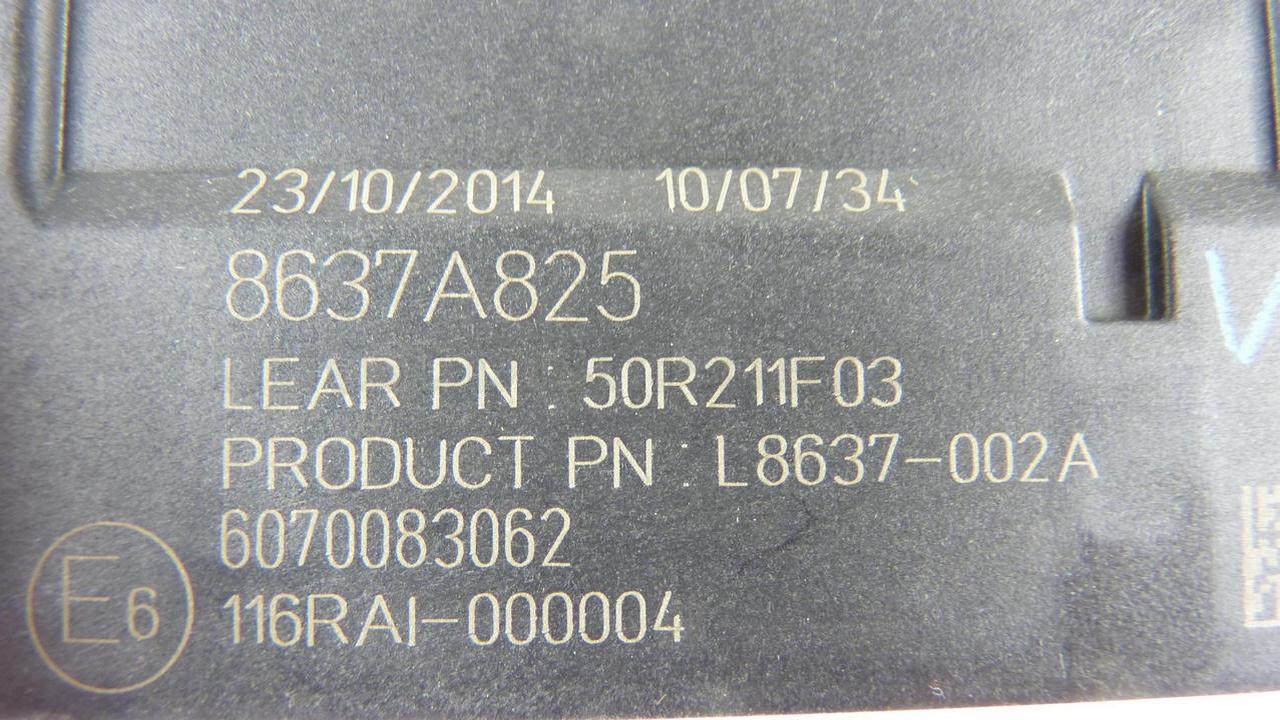 23/10/2014 10/07/34
8637A825
LEAR PN : 50R211F03
PRODUCT PN : L8637-002A
6070083062
E6 116RAI-000004